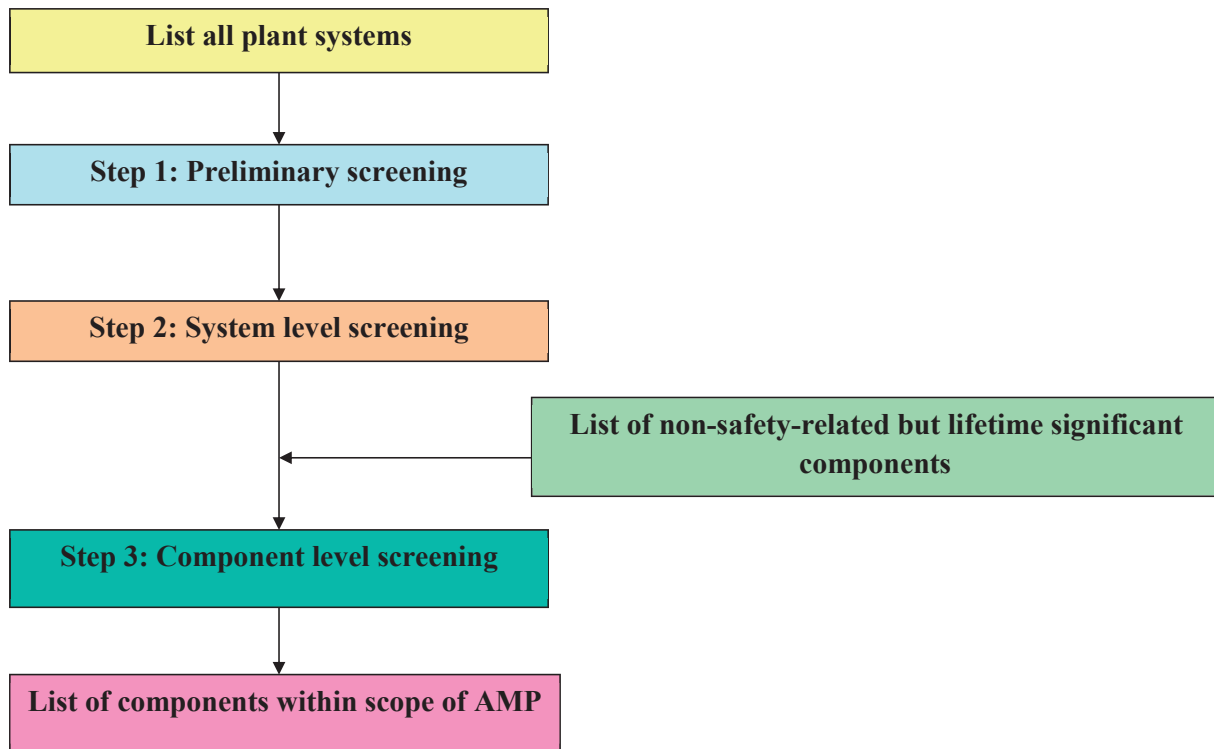 List all plant systems
Step 1: Preliminary screening
Step 2: System level screening
List of non-safety-related but lifetime significant
components
Step 3: Component level screening
List of components within scope of AMP